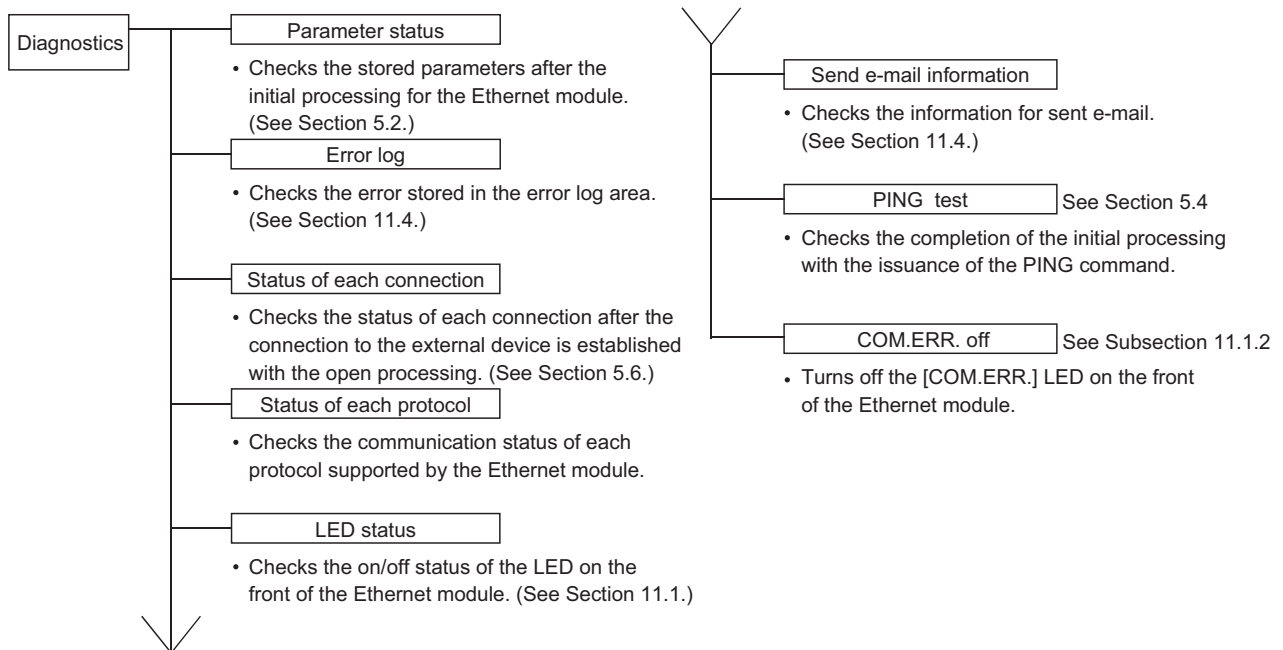 Diagnostics
Parameter status
• Checks the stored parameters after the
initial processing for the Ethernet module.
(See Section 5.2.)
Error log
• Checks the error stored in the error log area.
(See Section 11.4.)
Status of each connection
• Checks the status of each connection after the
connection to the external device is established
with the open processing. (See Section 5.6.)
Status of each protocol
• Checks the communication status of each
protocol supported by the Ethernet module.
LED status
• Checks the on/off status of the LED on the
front of the Ethernet module. (See Section 11.1.)
Send e-mail information
• Checks the information for sent e-mail.
(See Section 11.4.)
PING test See Section 5.4
• Checks the completion of the initial processing
with the issuance of the PING command.
COM.ERR. off See Subsection 11.1.2
• Turns off the [COM.ERR.] LED on the front
of the Ethernet module.